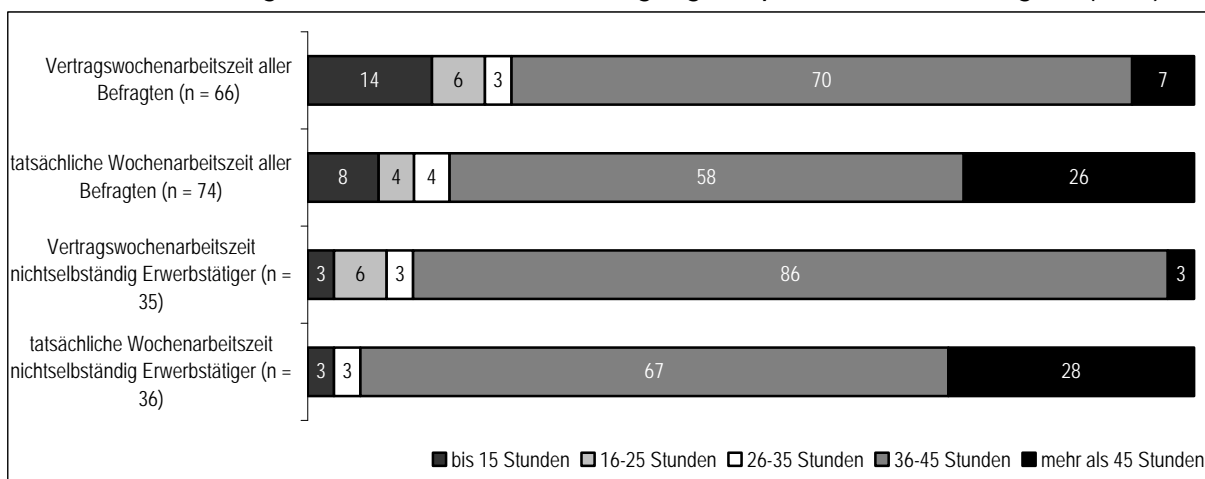 Vertragswochenarbeitszeit aller
Befragten (n = 66)
14 6 3 70 7
tatsächliche Wochenarbeitszeit aller
Befragten (n = 74)
8 4 4 58 26
Vertragswochenarbeitszeit
nichtselbständig Erwerbstätiger (n =
35)
3 6 3 86 3
tatsächliche Wochenarbeitszeit
nichtselbständig Erwerbstätiger (n =
36)
3 3 67 28
bis 15 Stunden 16-25 Stunden 26-35 Stunden 36-45 Stunden mehr als 45 Stunden